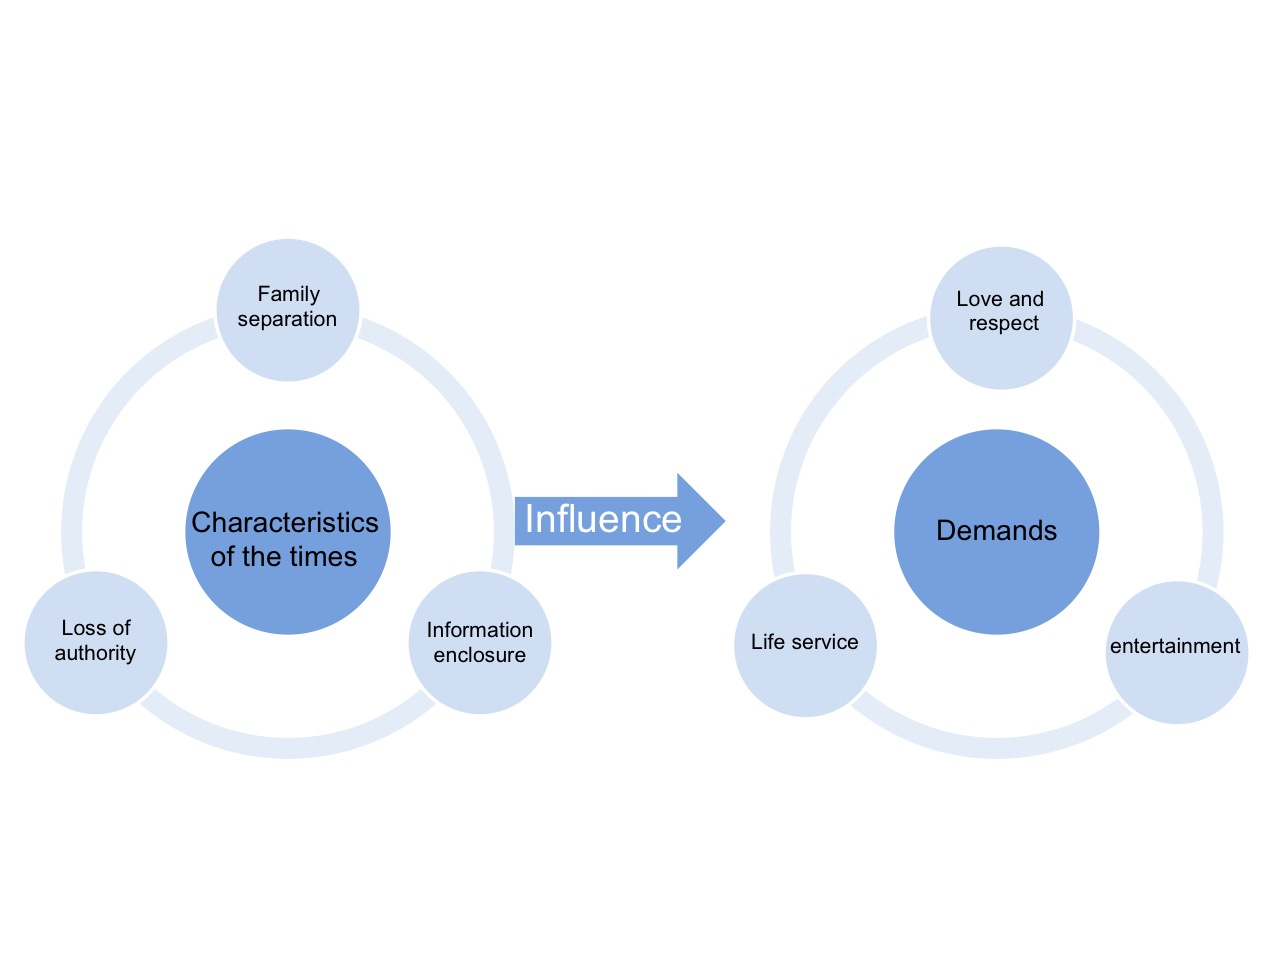 Family
separation
Characteristics
of the times
Loss of
authority
Information
enclosure
Influence
Love and
respect
Demands
Life service
entertainment